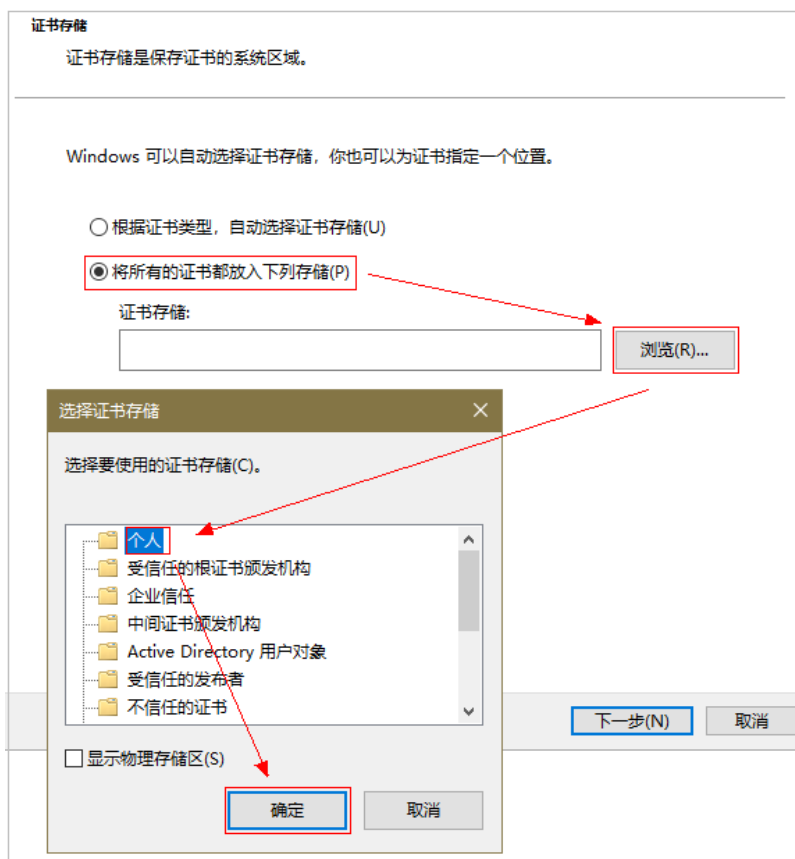 证书存储
证书存储是保存证书的系统区域。
Windows 可以自动选择证书存储，你也可以为证书指定一个位置。
根据证书类型，自动选择证书存储(U)
将所有的证书都放入下列存储(P)
证书存储:
浏览(R)...
选择证书存储
选择要使用的证书存储(C)。
个人
受信任的根证书颁发机构
企业信任
中间证书颁发机构
Active Directory 用户对象
受信任的发布者
不信任的证书
显示物理存储区(S)
确定
取消
下一步(N)
取消